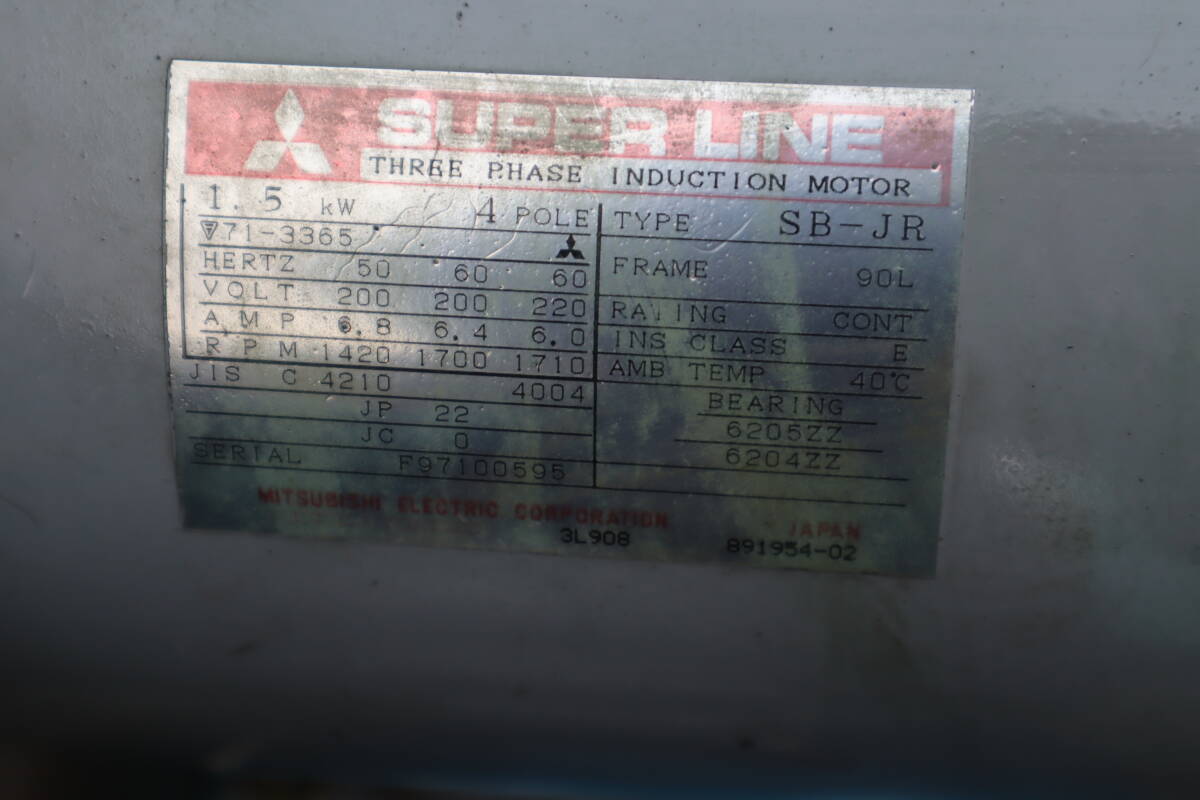 SUPER LINE
THREE PHASE INDUCTION MOTOR
1.5 kW 4 POLE
71-3365
HERTZ 50 60 60
VOLT 200 200 220
AMP 6.8 6.4 6.0
RPM 1420 1700 1710
JIS C 4210 4004
JP 22
JC 0
SERIAL F97100595
TYPE SB-JR
FRAME 90L
RATING CONT
INS CLASS E
AMB TEMP 40°C
BEARING
6205ZZ
6204ZZ
MITSUBISHI ELECTRIC CORPORATION JAPAN
3L908 891954-02